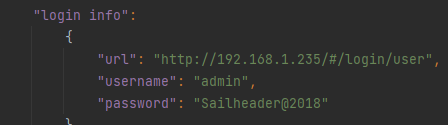 "login info":
{
"url": "http://192.168.1.235/#/login/user",
"username": "admin",
"password": "Sailheader@2018"
}